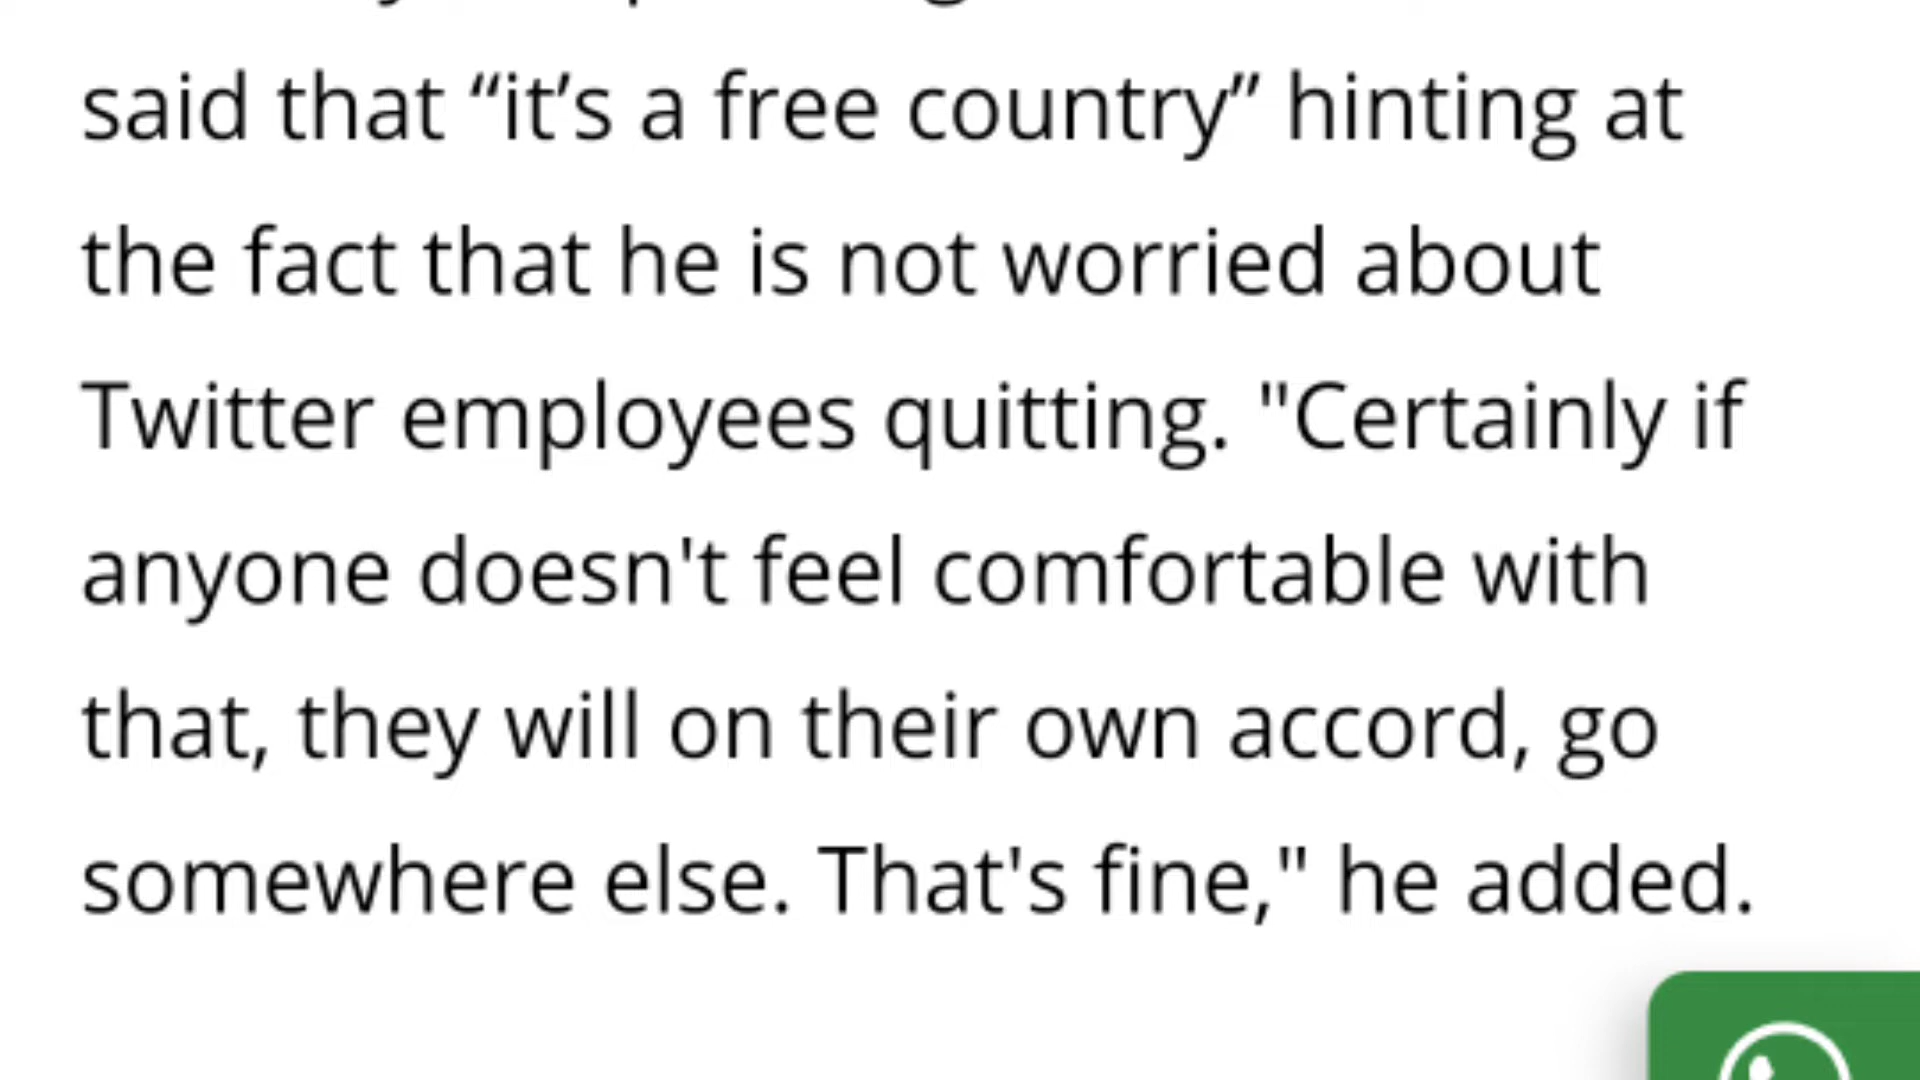 said that “it’s a free country” hinting at
the fact that he is not worried about
Twitter employees quitting. "Certainly if
anyone doesn't feel comfortable with
that, they will on their own accord, go
somewhere else. That's fine," he added.